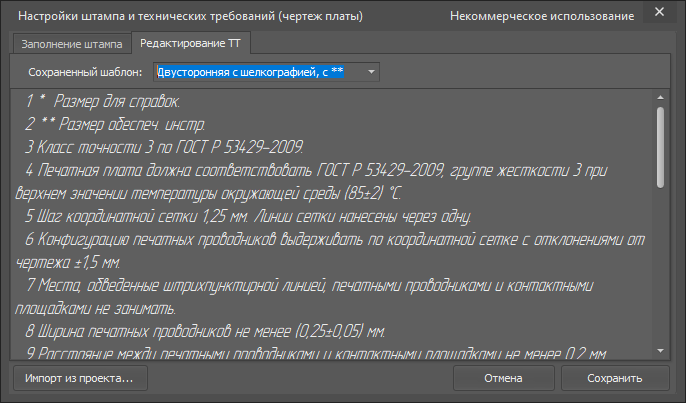 Настройки штампа и технических требований (чертеж платы) Некоммерческое использование
Заполнение штампа Редактирование ТТ
Сохраненный шаблон: Двусторонняя с шелкографией, с **
1 * Размер для справок.
2 ** Размер обеспеч. инстр.
3 Класс точности 3 по ГОСТ Р 53429-2009.
4 Печатная плата должна соответствовать ГОСТ Р 53429-2009, группе жесткости 3 при
верхнем значении температуры окружающей среды (85±2) °С.
5 Шаг координатной сетки 1,25 мм. Линии сетки нанесены через одну.
6 Конфигурацию печатных проводников выдерживать по координатной сетке с отклонениями от
чертежа ±1,5 мм.
7 Места, обведенные штрихпунктирной линией, печатными проводниками и контактными
площадками не занимать.
8 Ширина печатных проводников не менее (0,25±0,05) мм.
9 Расстояние между печатными проводниками и контактными площадками не менее 0,2 мм
Импорт из проекта... Отмена Сохранить